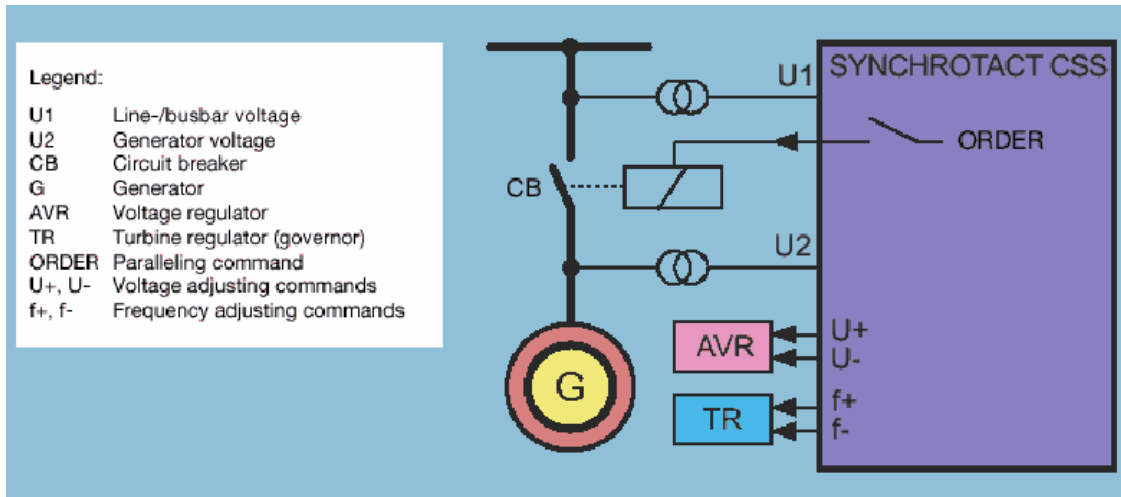 Legend:
U1 Line-/busbar voltage
U2 Generator voltage
CB Circuit breaker
G Generator
AVR Voltage regulator
TR Turbine regulator (governor)
ORDER Paralleling command
U+, U- Voltage adjusting commands
f+, f- Frequency adjusting commands
U1
SYNCHROTACT CSS
ORDER
CB
U2
AVR
U+
U-
G
TR
f+
f-